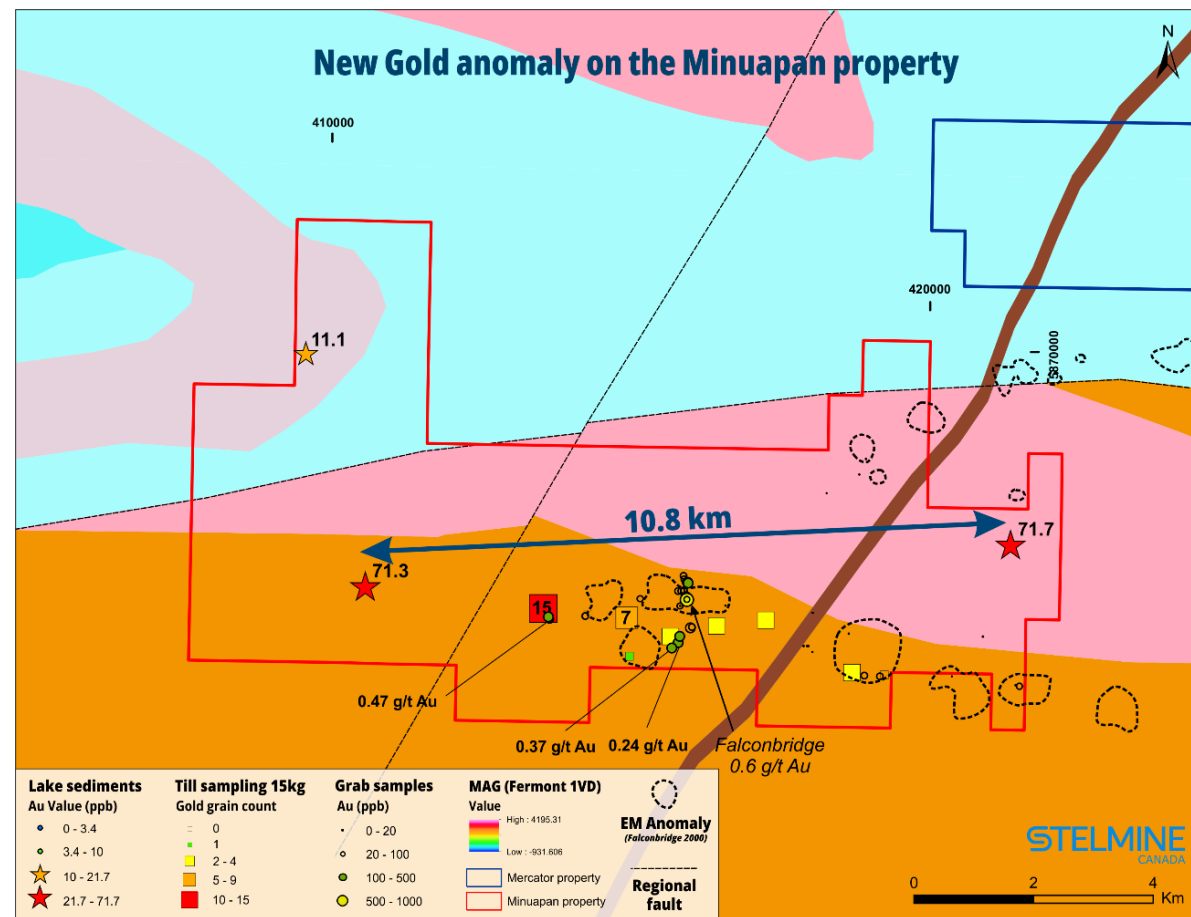 New Gold anomaly on the Minuapan property
N
410000
420000
5870000
11.1
10.8 km
71.7
71.3
15
7
0.47 g/t Au
0.37 g/t Au
0.24 g/t Au
Falconbridge
0.6 g/t Au
Lake sediments
Au Value (ppb)
0 - 3.4
3.4 - 10
10 - 21.7
21.7 - 71.7
Till sampling 15kg
Gold grain count
0
1
2 - 4
5 - 9
10 - 15
Grab samples
Au (ppb)
0 - 20
20 - 100
100 - 500
500 - 1000
MAG (Fermont 1VD)
Value
High : 4195.31
Low : -931.606
Mercator property
Minuapan property
EM Anomaly
(Falconbridge 2000)
Regional
fault
STELMINE
CANADA
0 2 4
Km